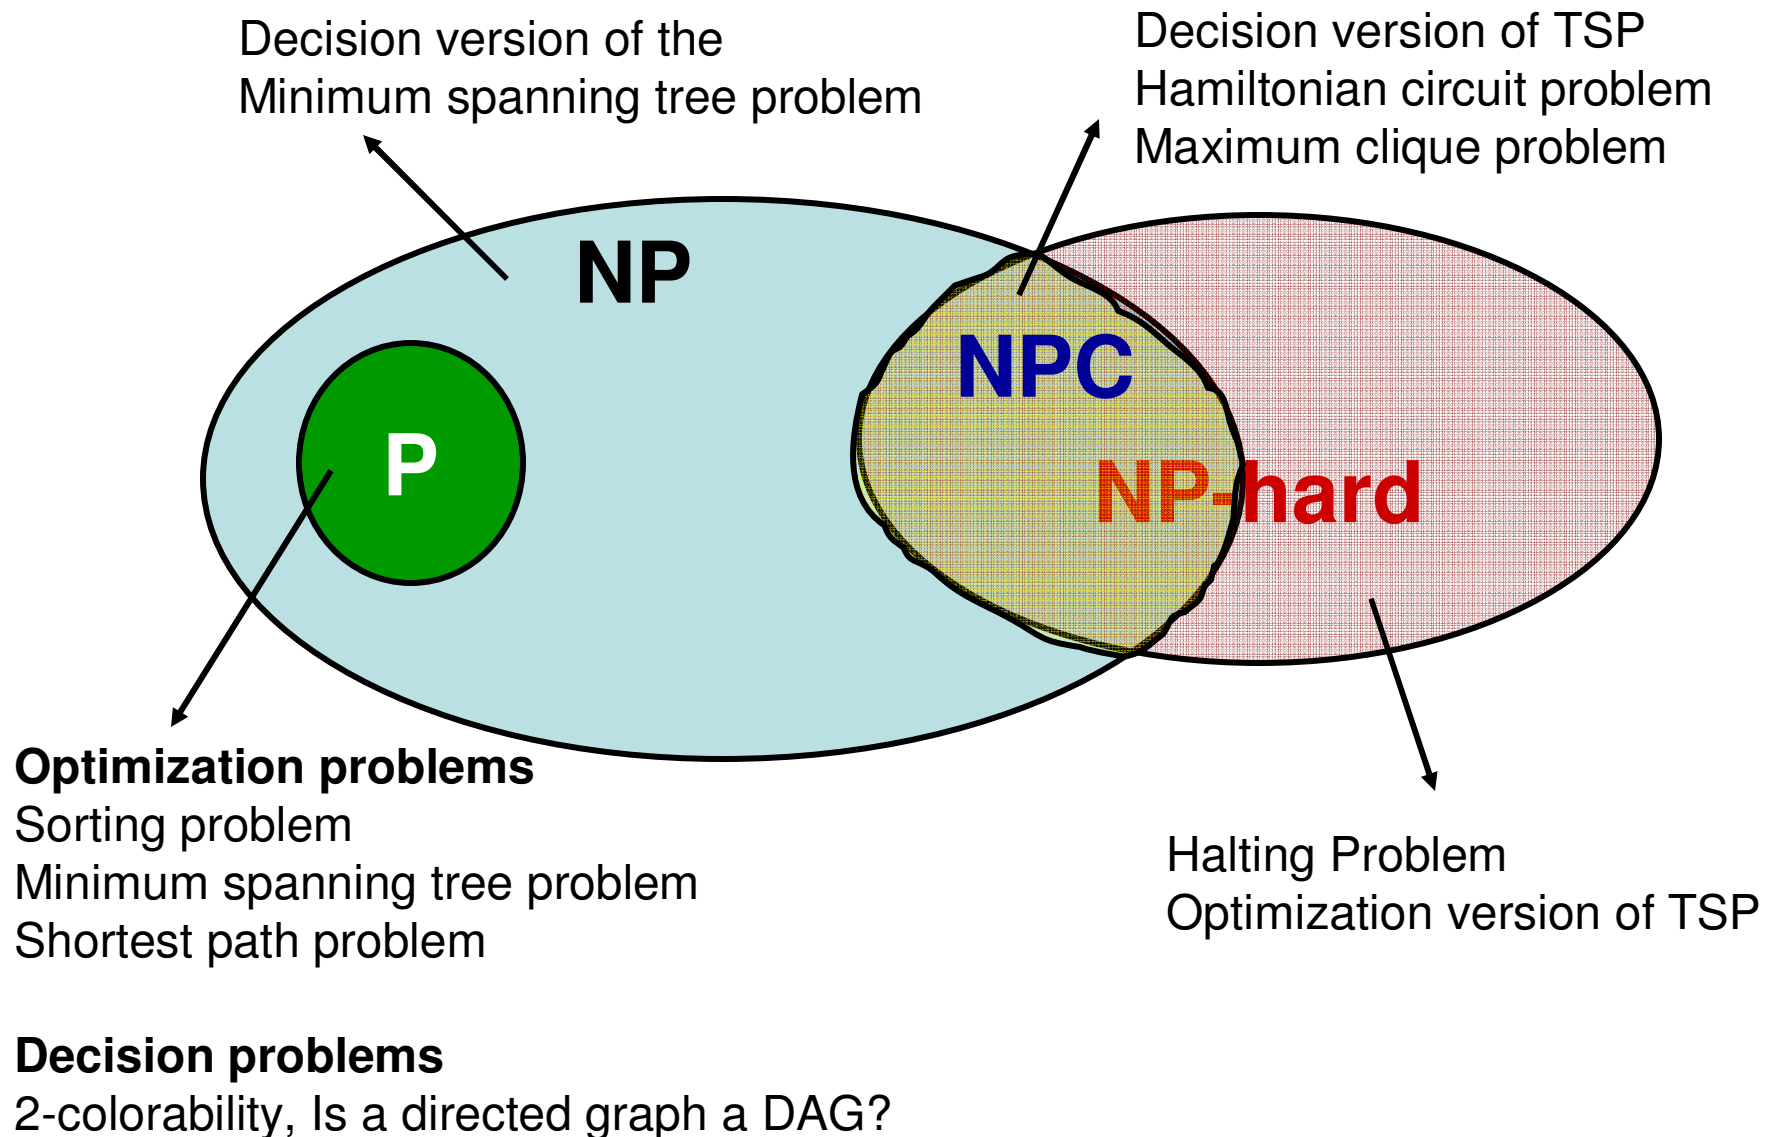 Decision version of the
Minimum spanning tree problem
Decision version of TSP
Hamiltonian circuit problem
Maximum clique problem
NP
NPC
P
NP-hard
Optimization problems
Sorting problem
Minimum spanning tree problem
Shortest path problem
Halting Problem
Optimization version of TSP
Decision problems
2-colorability, Is a directed graph a DAG?